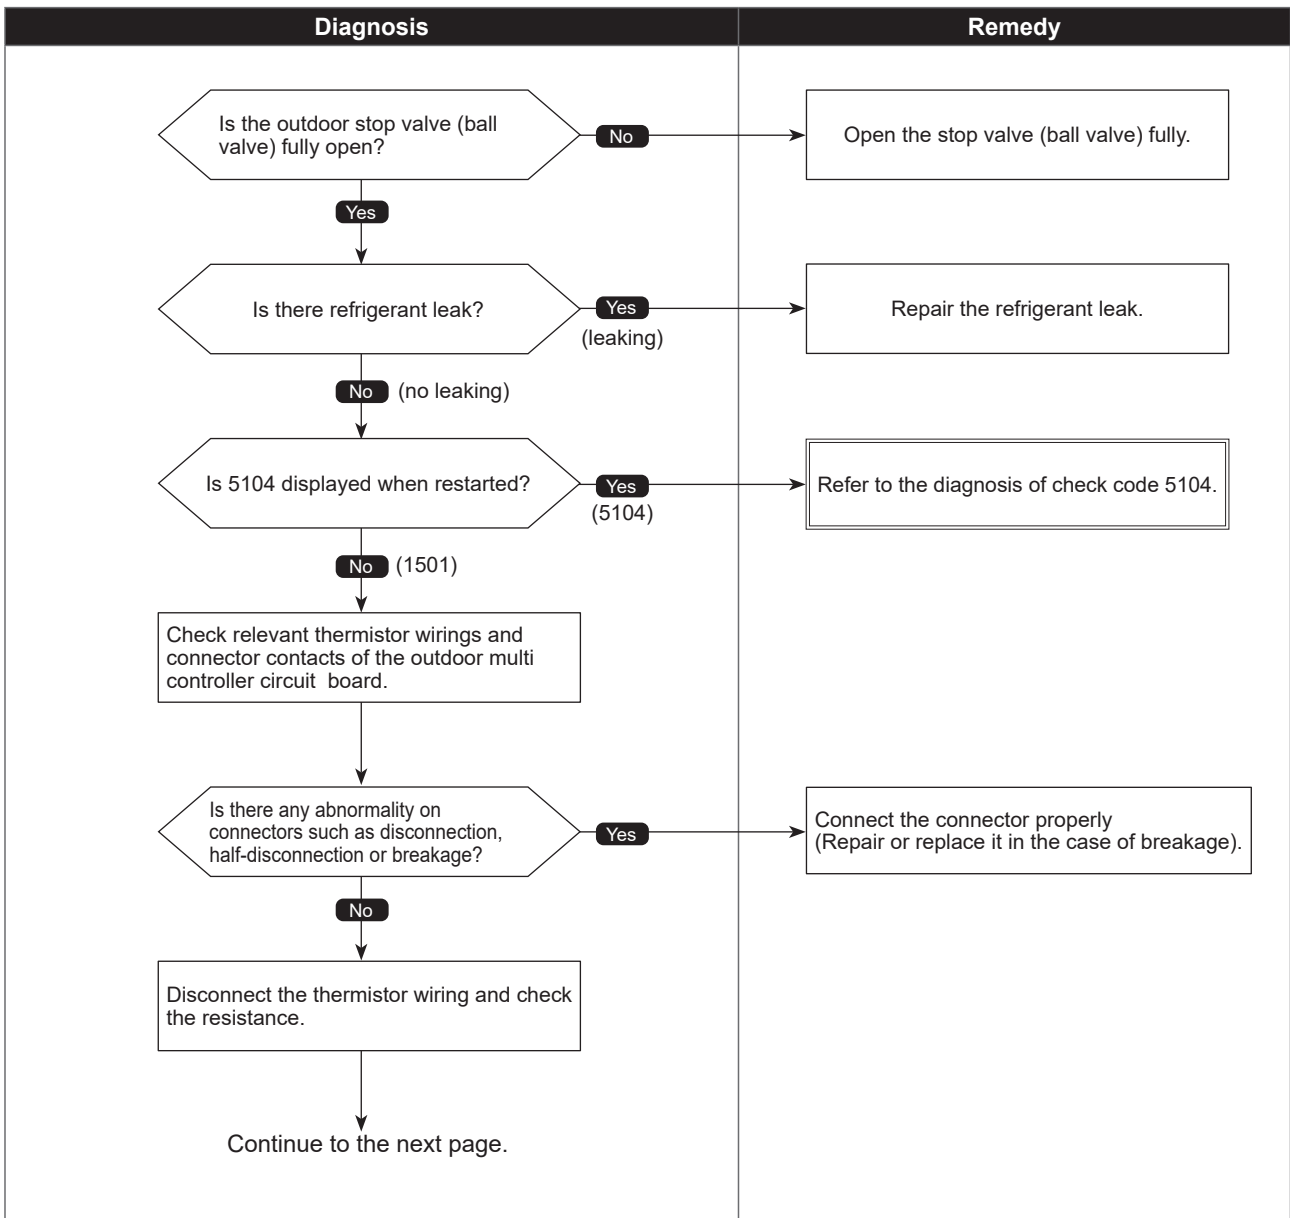 Diagnosis
Remedy
Is the outdoor stop valve (ball
valve) fully open?
No
Open the stop valve (ball valve) fully.
Yes
Is there refrigerant leak?
Yes
(leaking)
Repair the refrigerant leak.
No (no leaking)
Is 5104 displayed when restarted?
Yes
(5104)
Refer to the diagnosis of check code 5104.
No (1501)
Check relevant thermistor wirings and
connector contacts of the outdoor multi
controller circuit board.
Is there any abnormality on
connectors such as disconnection,
half-disconnection or breakage?
Yes
Connect the connector properly
(Repair or replace it in the case of breakage).
No
Disconnect the thermistor wiring and check
the resistance.
Continue to the next page.